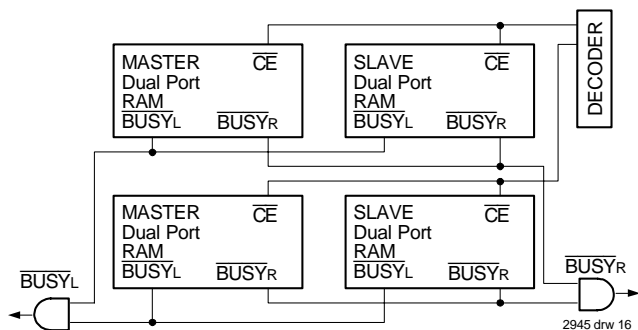 MASTER CE
Dual Port
RAM
BUSYL BUSYR
SLAVE CE
Dual Port
RAM
BUSYL BUSYR
DECODER
MASTER CE
Dual Port
RAM
BUSYL BUSYR
SLAVE CE
Dual Port
RAM
BUSYL BUSYR
BUSYL
BUSYR
2945 drw 16